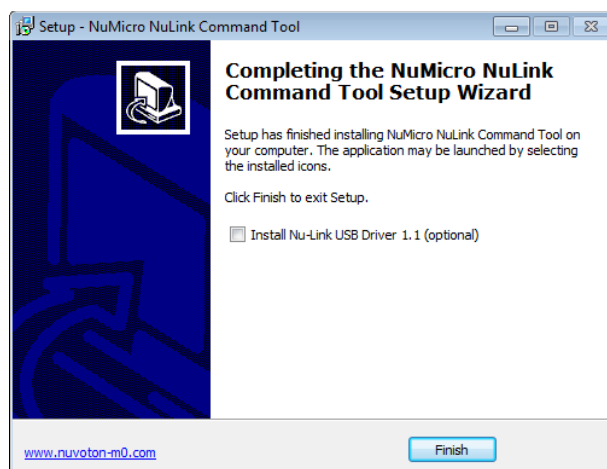 Setup - NuMicro NuLink Command Tool
Completing the NuMicro NuLink
Command Tool Setup Wizard
Setup has finished installing NuMicro NuLink Command Tool on
your computer. The application may be launched by selecting
the installed icons.
Click Finish to exit Setup.
Install Nu-Link USB Driver 1.1 (optional)
www.nuvoton-m0.com
Finish